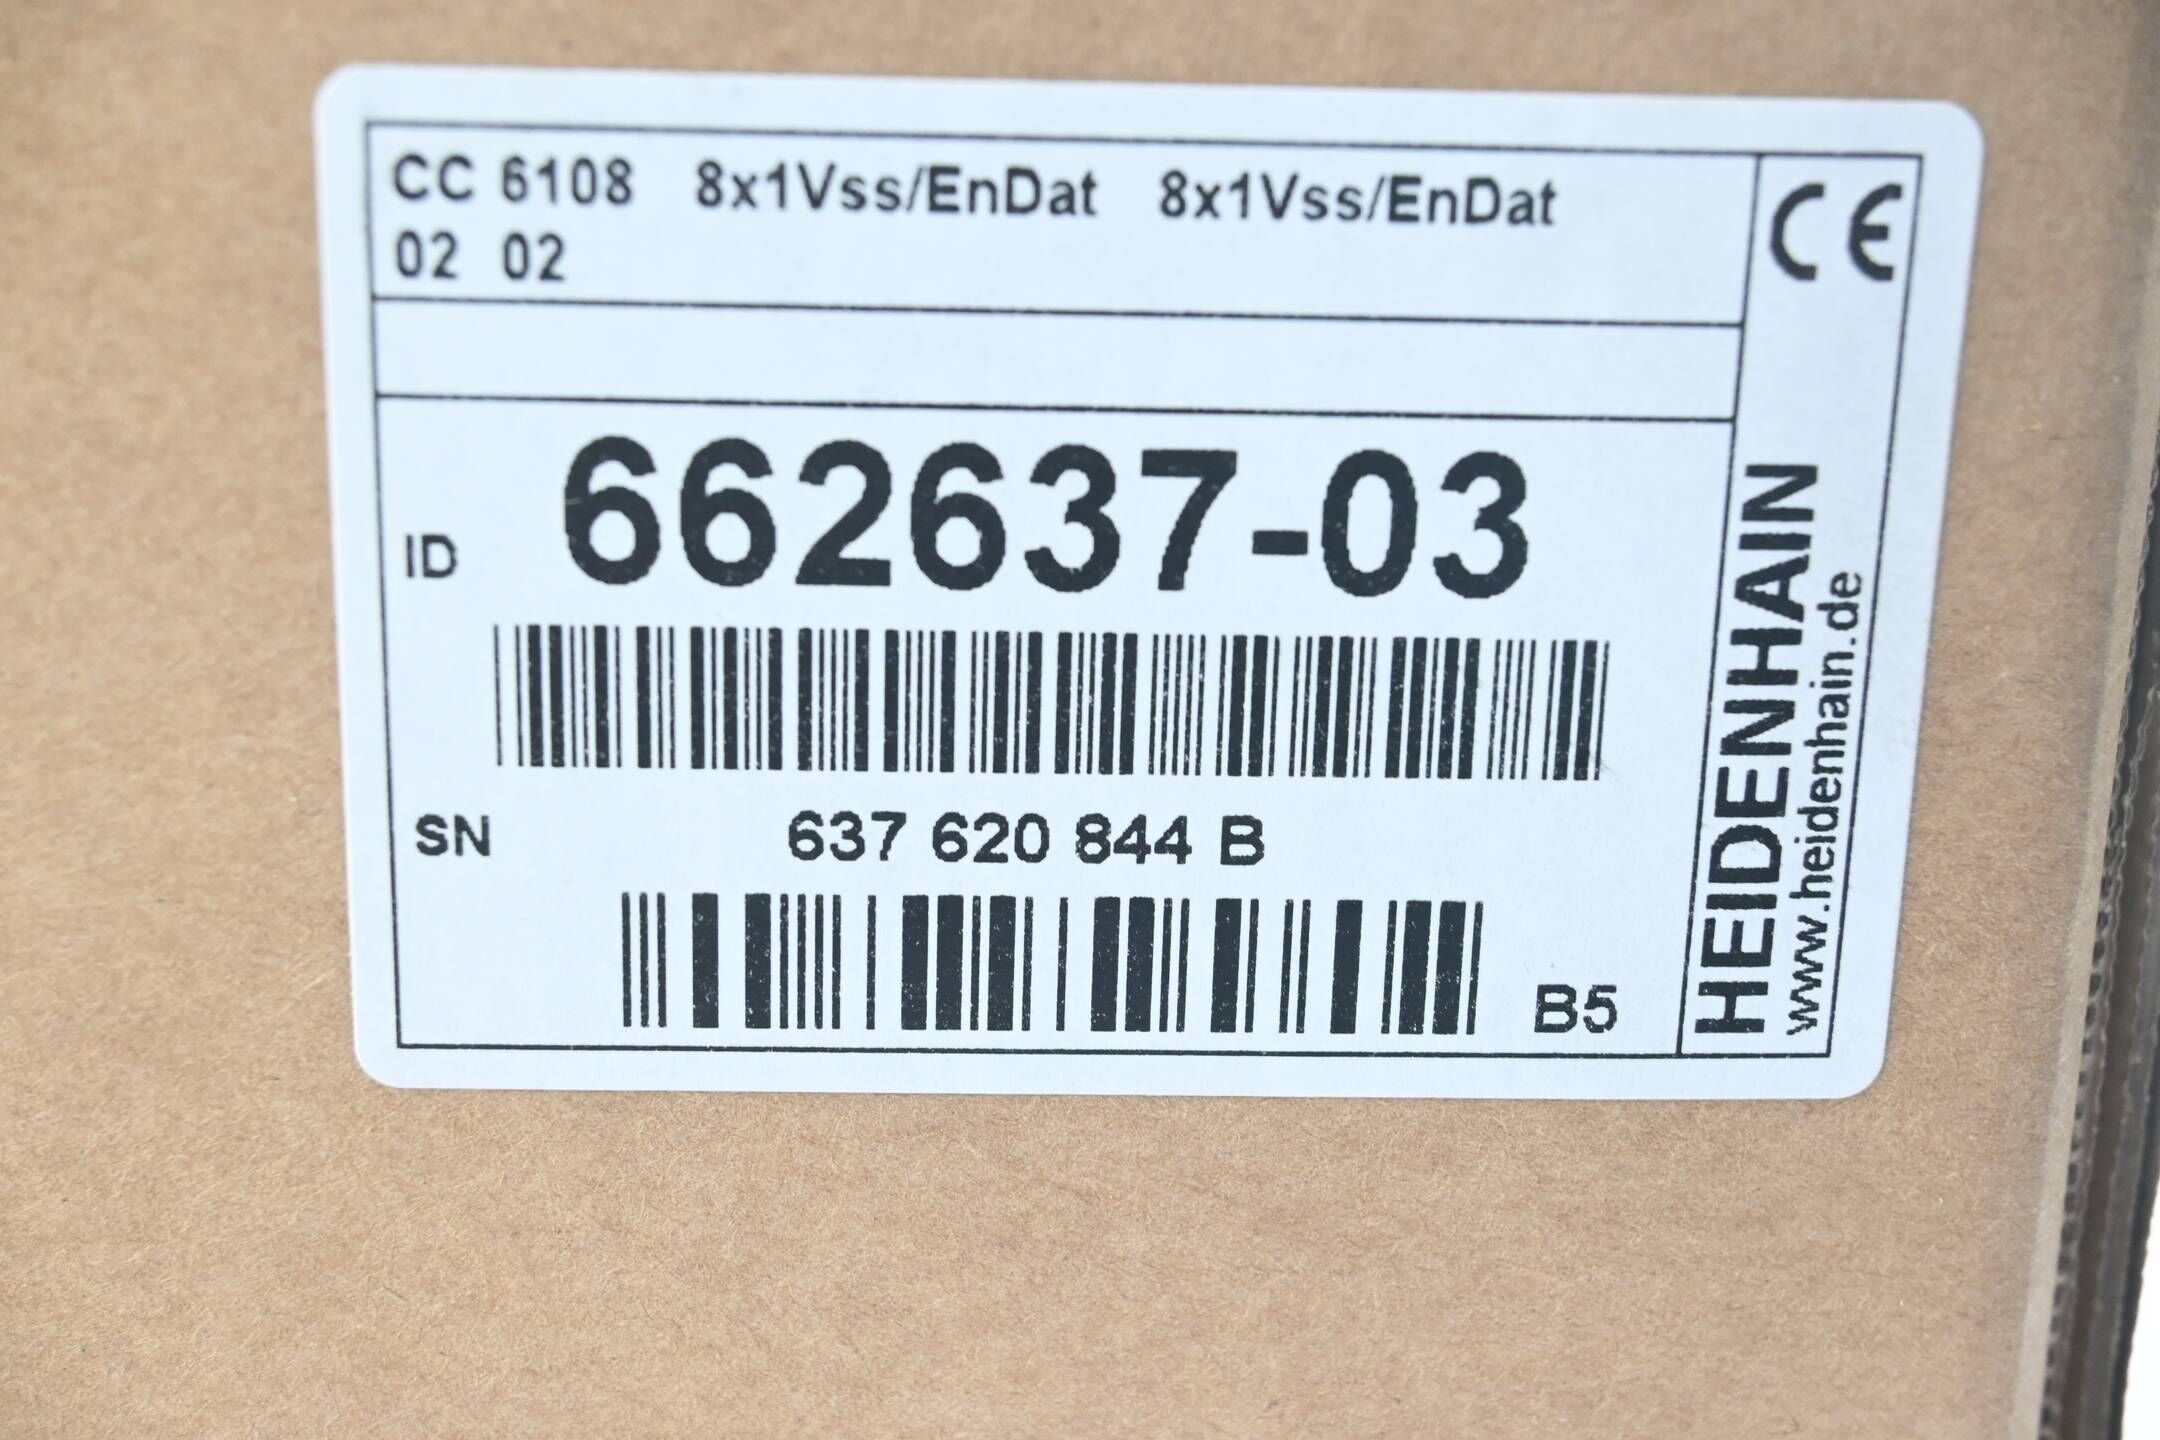 CC 6108 8x1Vss/EnDat 8x1Vss/EnDat
02 02
CE
ID 662637-03
SN 637 620 844 B
B5
HEIDENHAIN
www.heidenhain.de